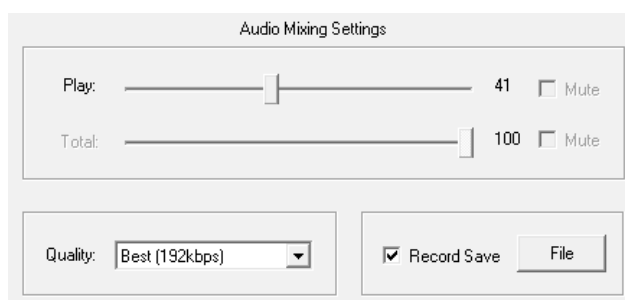 Audio Mixing Settings
Play: 41 Mute
Total: 100 Mute
Quality: Best (192kbps) Record Save File